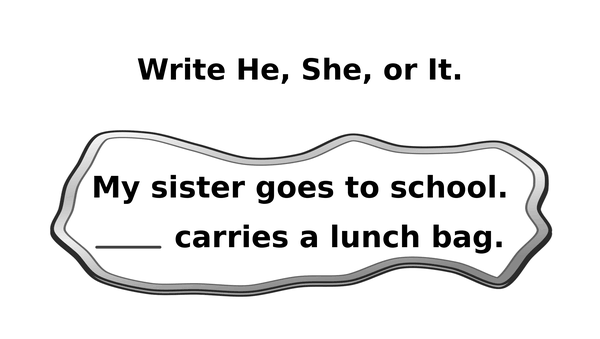 Write He, She, or It.
My sister goes to school.
____ carries a lunch bag.